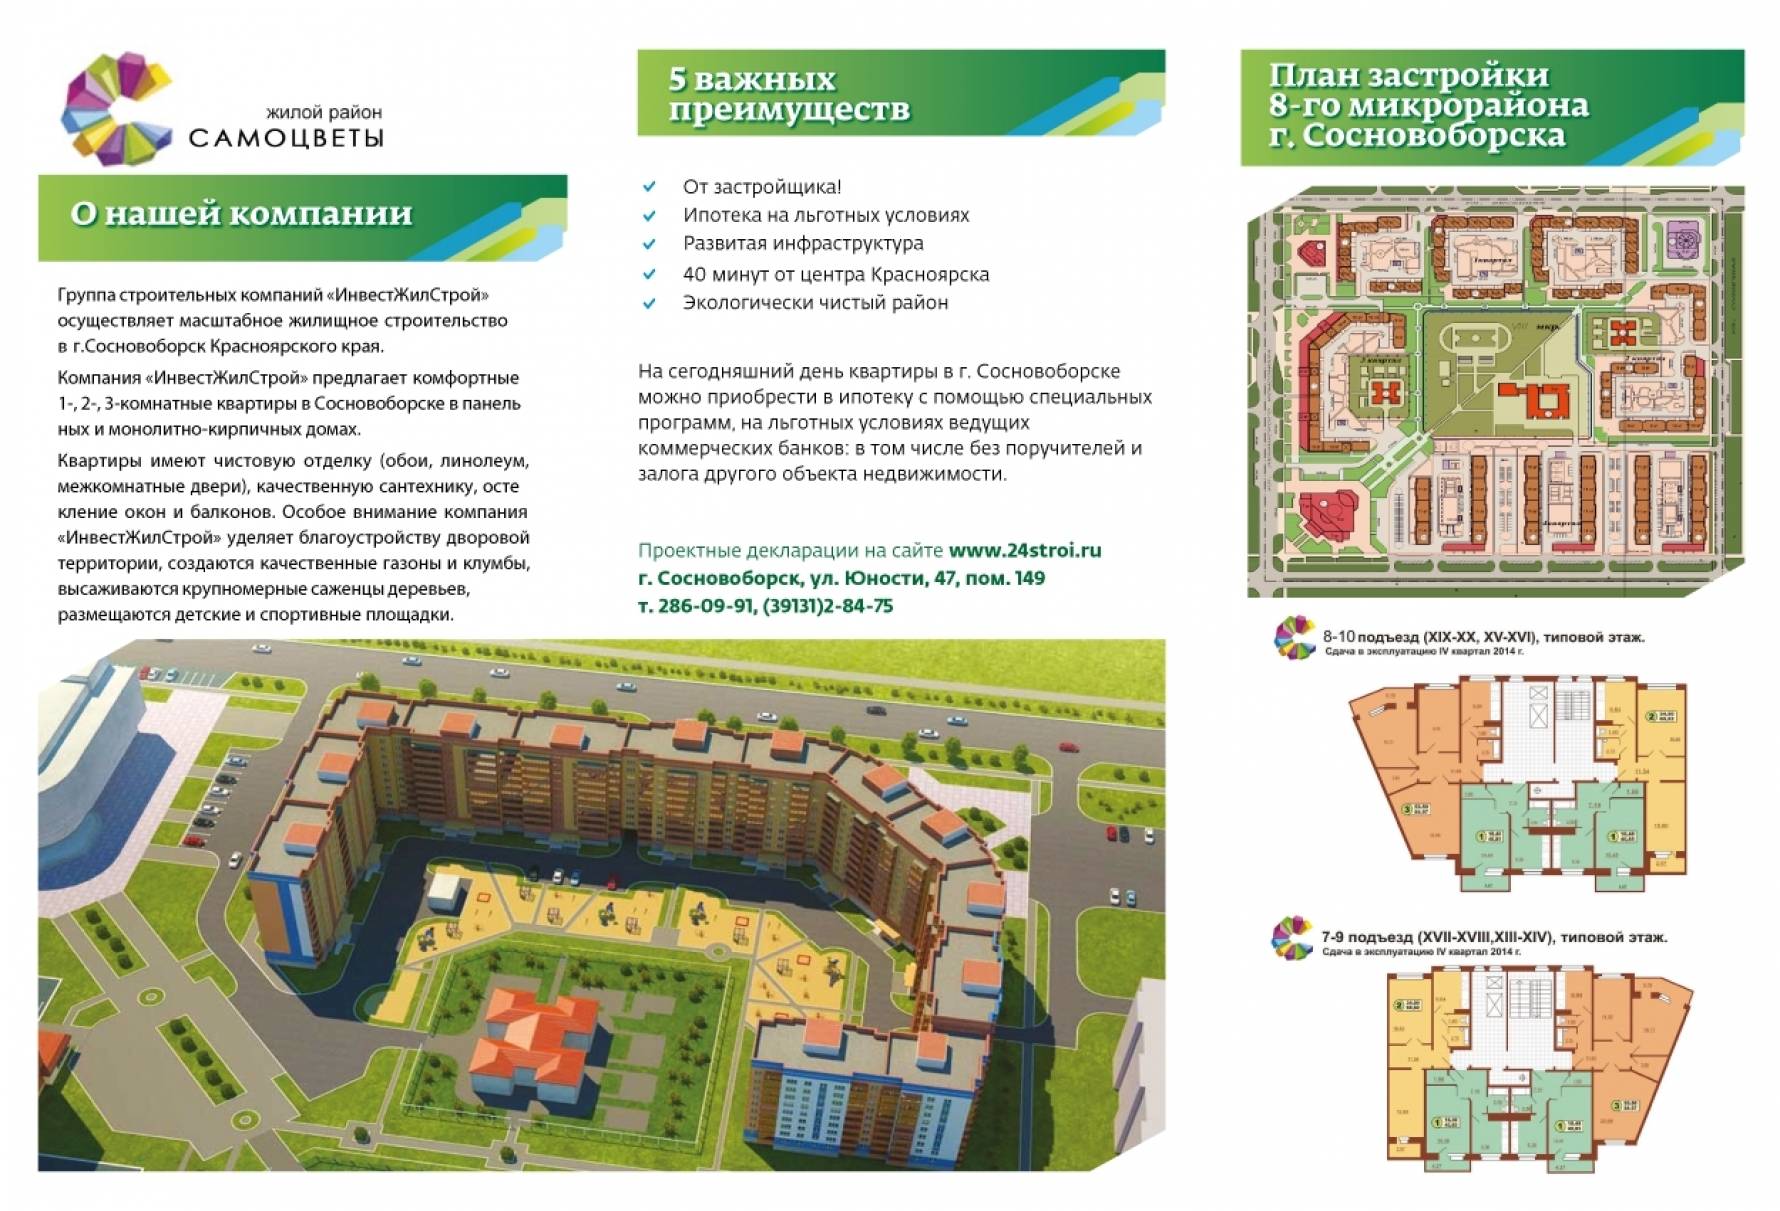 жилой район
САМОЦВЕТЫ
О нашей компании
Группа строительных компаний «ИнвестЖилСтрой»
осуществляет масштабное жилищное строительство
в г.Сосновоборск Красноярского края.
Компания «ИнвестЖилСтрой» предлагает комфортные
1-, 2-, 3-комнатные квартиры в Сосновоборске в панель
ных и монолитно-кирпичных домах.
Квартиры имеют чистовую отделку (обои, линолеум,
межкомнатные двери), качественную сантехнику, осте
кление окон и балконов. Особое внимание компания
«ИнвестЖилСтрой» уделяет благоустройству дворовой
территории, создаются качественные газоны и клумбы,
высаживаются крупномерные саженцы деревьев,
размещаются детские и спортивные площадки.
5 важных
преимуществ
От застройщика!
Ипотека на льготных условиях
Развитая инфраструктура
40 минут от центра Красноярска
Экологически чистый район
На сегодняшний день квартиры в г. Сосновоборске
можно приобрести в ипотеку с помощью специальных
программ, на льготных условиях ведущих
коммерческих банков: в том числе без поручителей и
залога другого объекта недвижимости.
Проектные декларации на сайте www.24stroi.ru
г. Сосновоборск, ул. Юности, 47, пом. 149
т. 286-09-91, (39131)2-84-75
План застройки
8-го микрорайона
г. Сосновоборска
8-10 подъезд (XIX-XX, XV-XVI), типовой этаж.
Сдача в эксплуатацию IV квартал 2014 г.
7-9 подъезд (XVII-XVIII,XIII-XIV), типовой этаж.
Сдача в эксплуатацию IV квартал 2014 г.